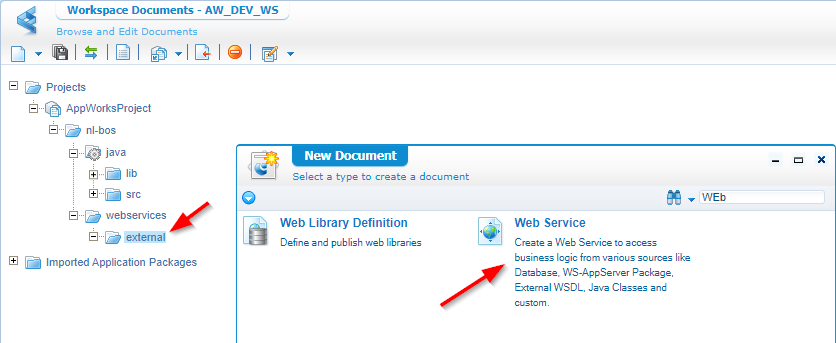 Workspace Documents - AW_DEV_WS
Browse and Edit Documents
Projects
AppWorksProject
nl-bos
java
lib
src
webservices
external
Imported Application Packages
New Document
Select a type to create a document
WEb
Web Library Definition
Define and publish web libraries
Web Service
Create a Web Service to access
business logic from various sources like
Database, WS-AppServer Package,
External WSDL, Java Classes and
custom.